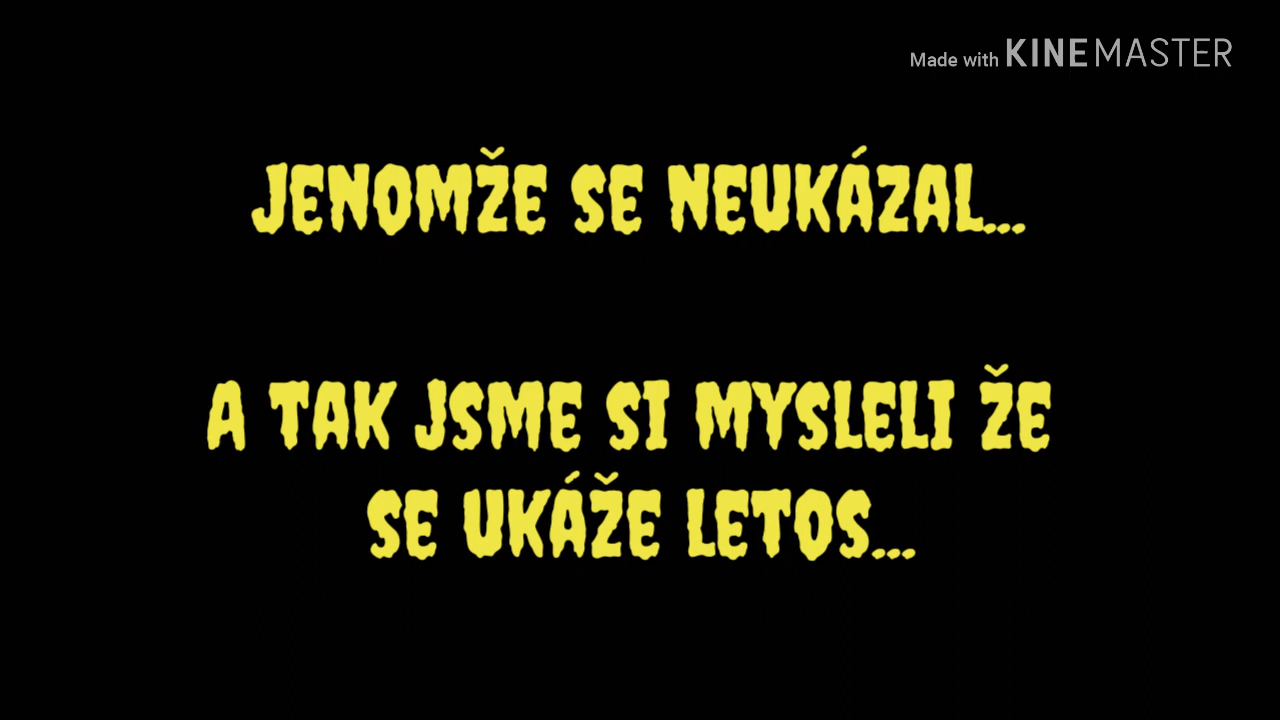 Made with KINEMASTER
JENOMŽE SE NEUKÁZAL...
A TAK JSME SI MYSLELI ŽE
SE UKÁŽE LETOS...